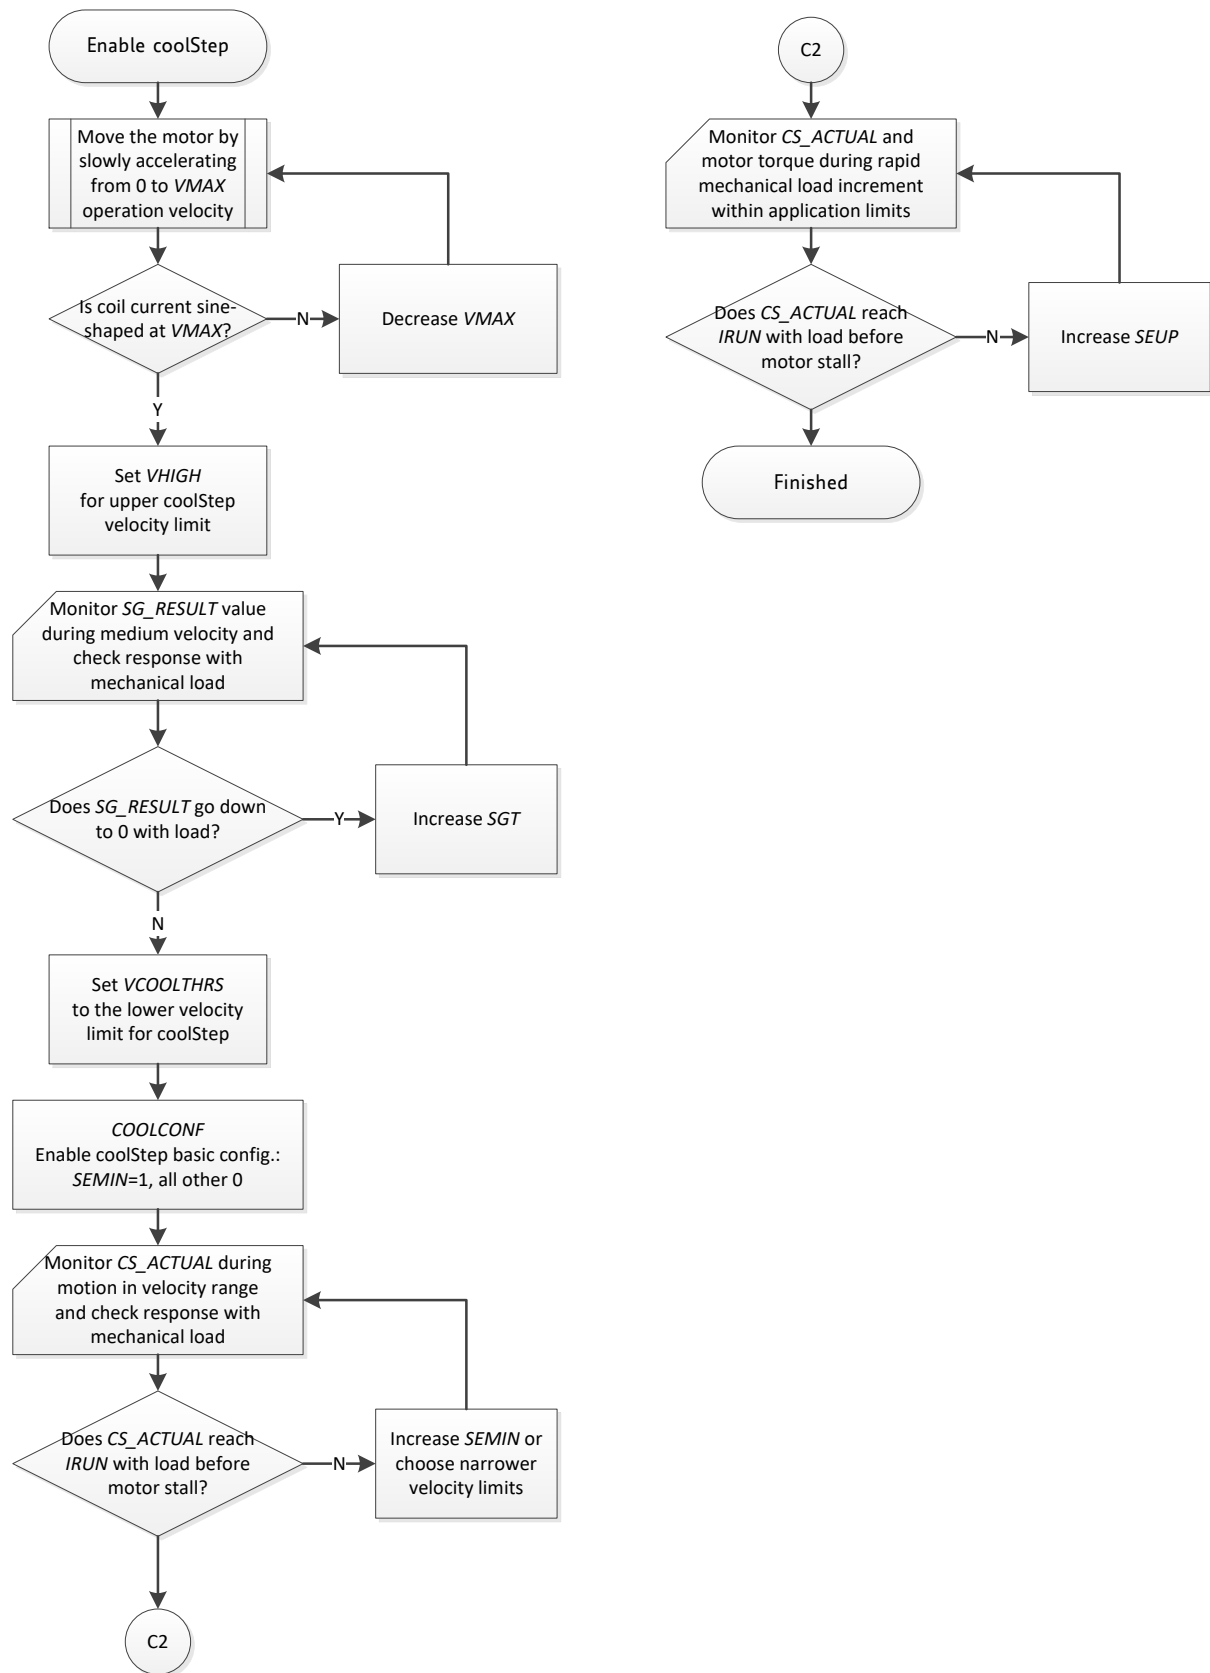 Enable coolStep
Move the motor by
slowly accelerating
from 0 to VMAX
operation velocity
Is coil current sine-
shaped at VMAX?
N
Decrease VMAX
Y
Set VHIGH
for upper coolStep
velocity limit
Monitor SG_RESULT value
during medium velocity and
check response with
mechanical load
Does SG_RESULT go down
to 0 with load?
Y
Increase SGT
N
Set VCOOLTHRS
to the lower velocity
limit for coolStep
COOLCONF
Enable coolStep basic config.:
SEMIN=1, all other 0
Monitor CS_ACTUAL during
motion in velocity range
and check response with
mechanical load
Does CS_ACTUAL reach
IRUN with load before
motor stall?
N
Increase SEMIN or
choose narrower
velocity limits
C2
C2
Monitor CS_ACTUAL and
motor torque during rapid
mechanical load increment
within application limits
Does CS_ACTUAL reach
IRUN with load before
motor stall?
N
Increase SEUP
Finished